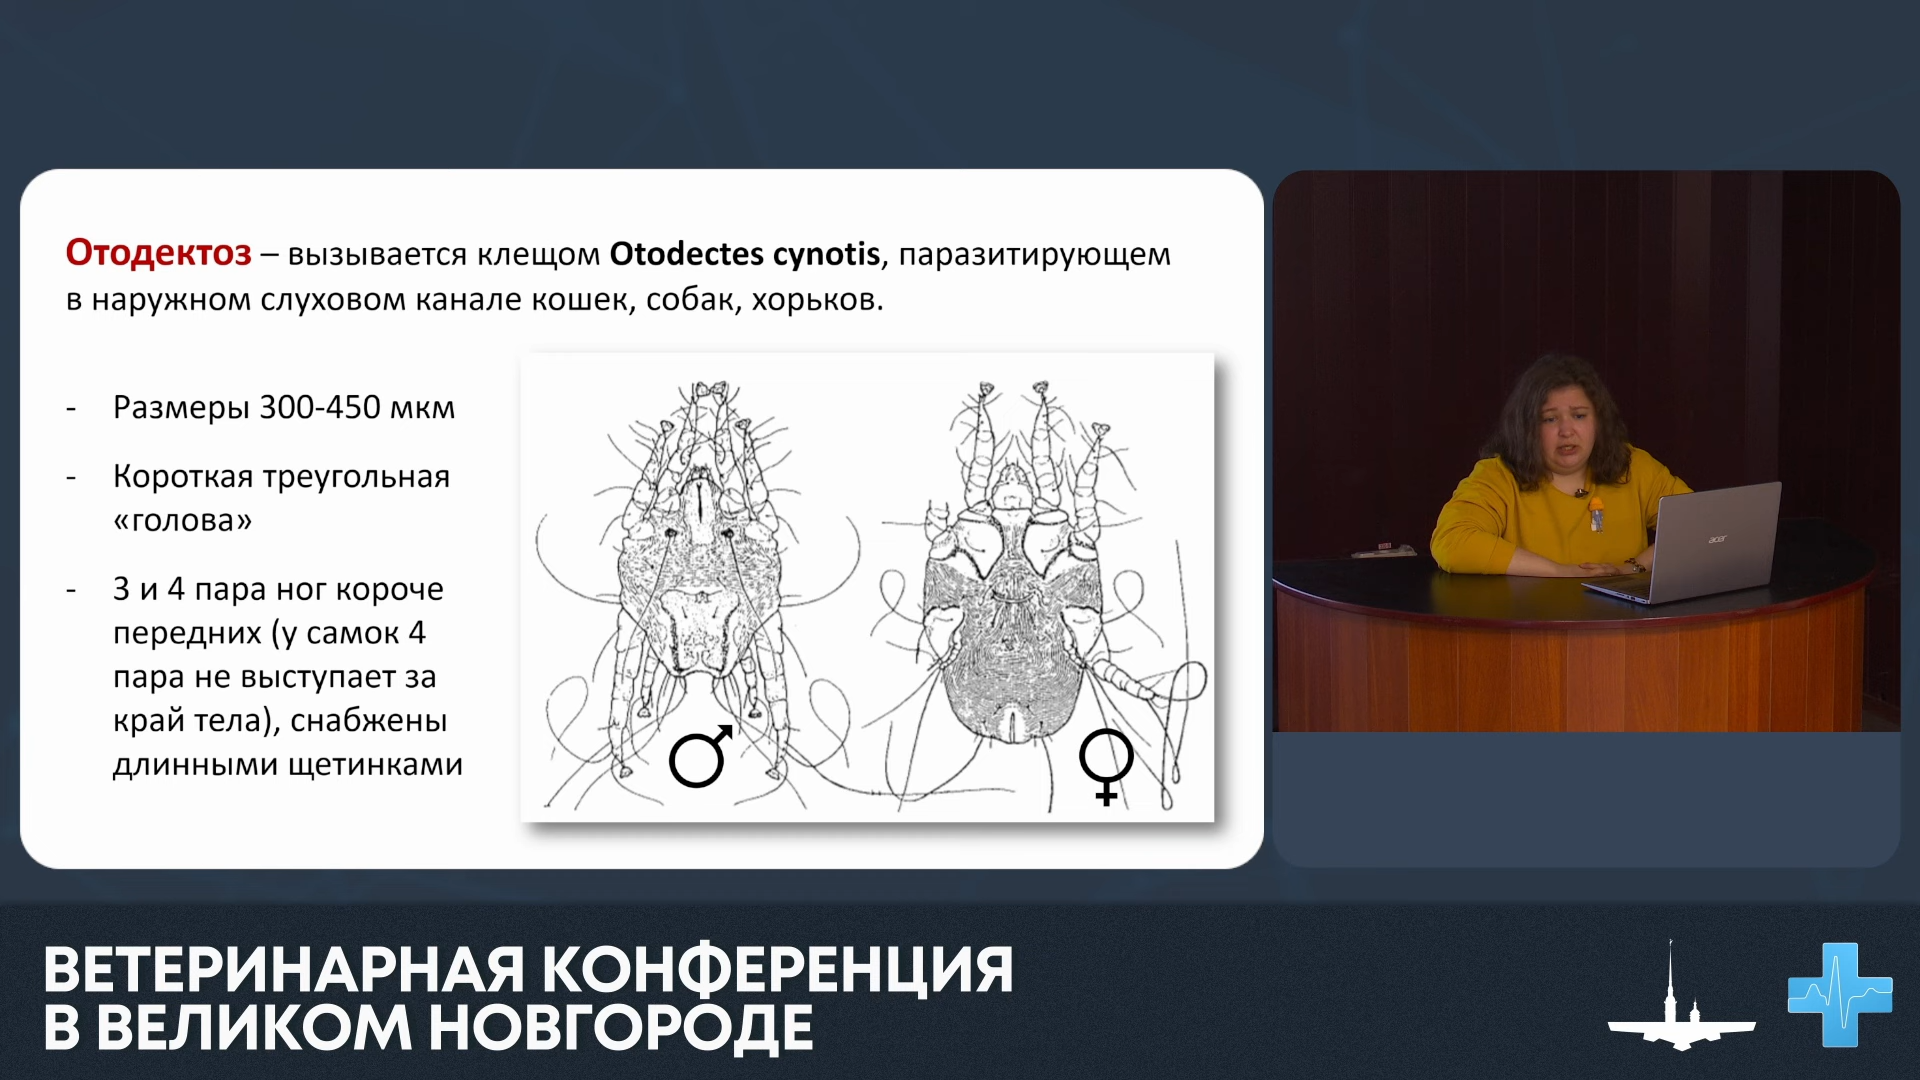 Отодектоз – вызывается клещом Otodectes cynotis, паразитирующем
в наружном слуховом канале кошек, собак, хорьков.
- Размеры 300-450 мкм
- Короткая треугольная
«голова»
- 3 и 4 пара ног короче
передних (у самок 4
пара не выступает за
край тела), снабжены
длинными щетинками
♂
♀
acer
ВЕТЕРИНАРНАЯ КОНФЕРЕНЦИЯ
В ВЕЛИКОМ НОВГОРОДЕ